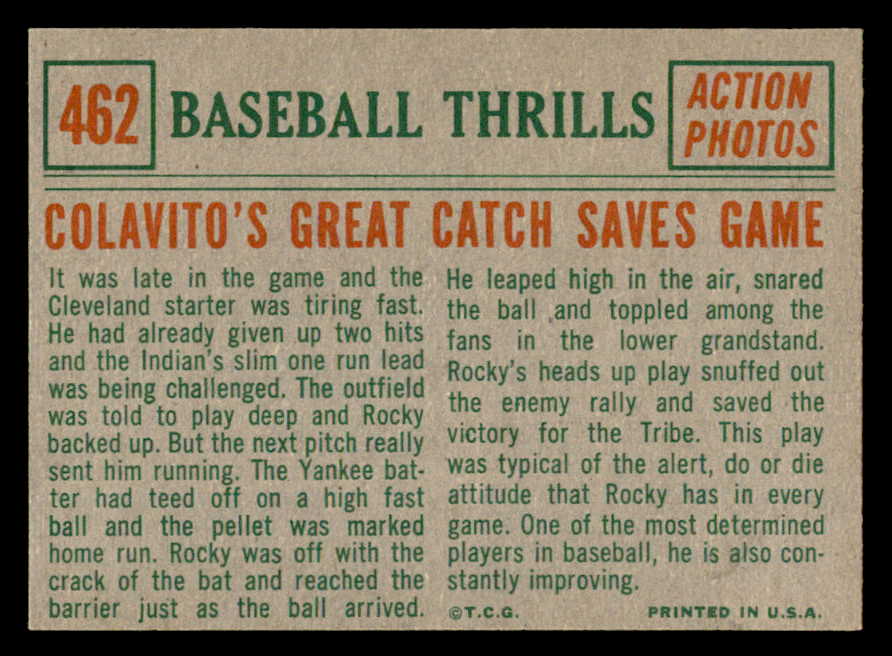 462
BASEBALL THRILLS
ACTION
PHOTOS
COLAVITO'S GREAT CATCH SAVES GAME
It was late in the game and the
Cleveland starter was tiring fast.
He had already given up two hits
and the Indian's slim one run lead
was being challenged. The outfield
was told to play deep and Rocky
backed up. But the next pitch really
sent him running. The Yankee bat-
ter had teed off on a high fast
ball and the pellet was marked
home run. Rocky was off with the
crack of the bat and reached the
barrier just as the ball arrived.
He leaped high in the air, snared
the ball and toppled among the
fans in the lower grandstand.
Rocky's heads up play snuffed out
the enemy rally and saved the
victory for the Tribe. This play
was typical of the alert, do or die
attitude that Rocky has in every
game. One of the most determined
players in baseball, he is also con-
stantly improving.
©T.C.G. PRINTED IN U.S.A.